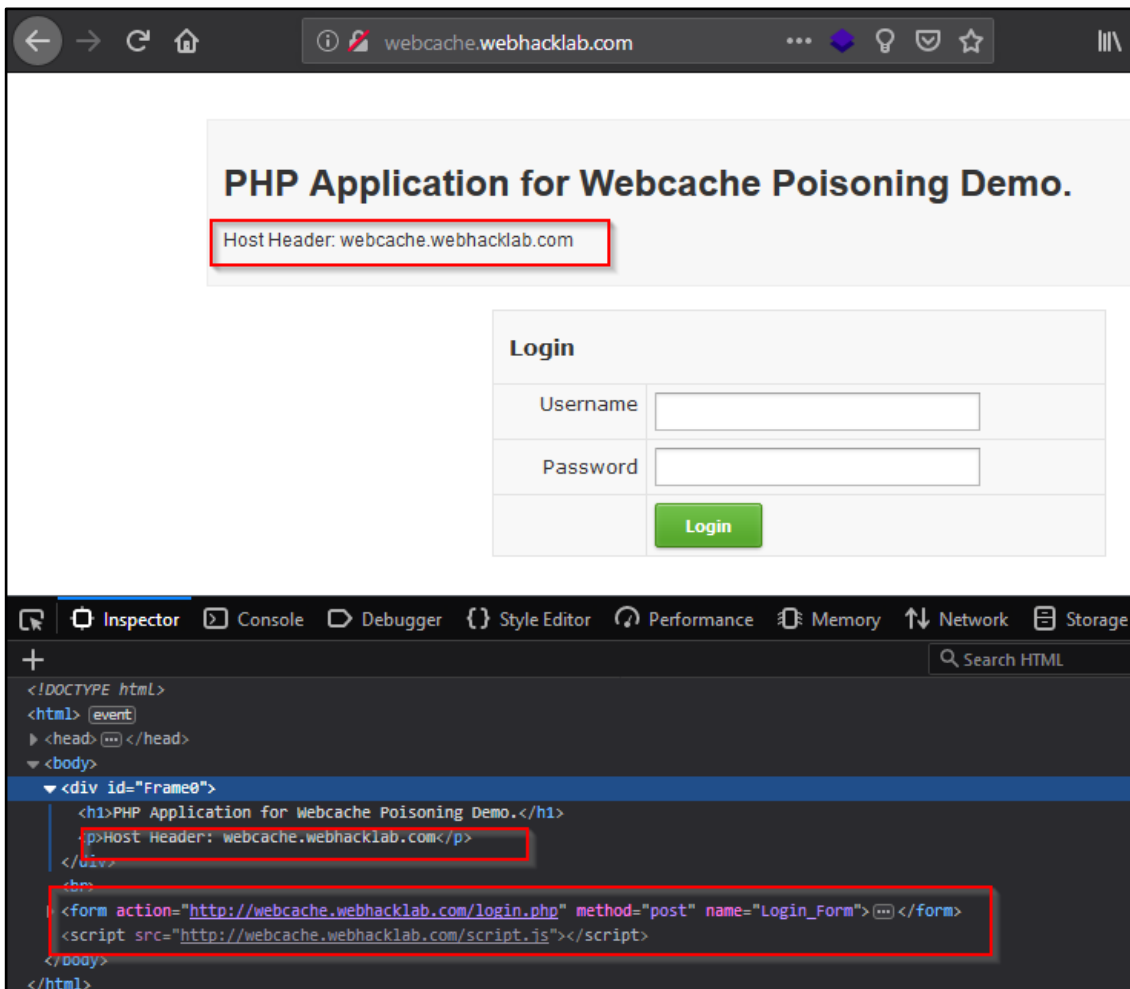 webcache.webhacklab.com
PHP Application for Webcache Poisoning Demo.
Host Header: webcache.webhacklab.com
Login
Username
Password
Login
Inspector Console Debugger {} Style Editor Performance Memory Network Storage
+ Search HTML
<!DOCTYPE html>
<html> event
<head> ... </head>
<body>
<div id="Frame0">
<h1>PHP Application for Webcache Poisoning Demo.</h1>
<p>Host Header: webcache.webhacklab.com</p>
</div>
<br>
<form action="http://webcache.webhacklab.com/login.php" method="post" name="Login_Form"> ... </form>
<script src="http://webcache.webhacklab.com/script.js"></script>
</body>
</html>